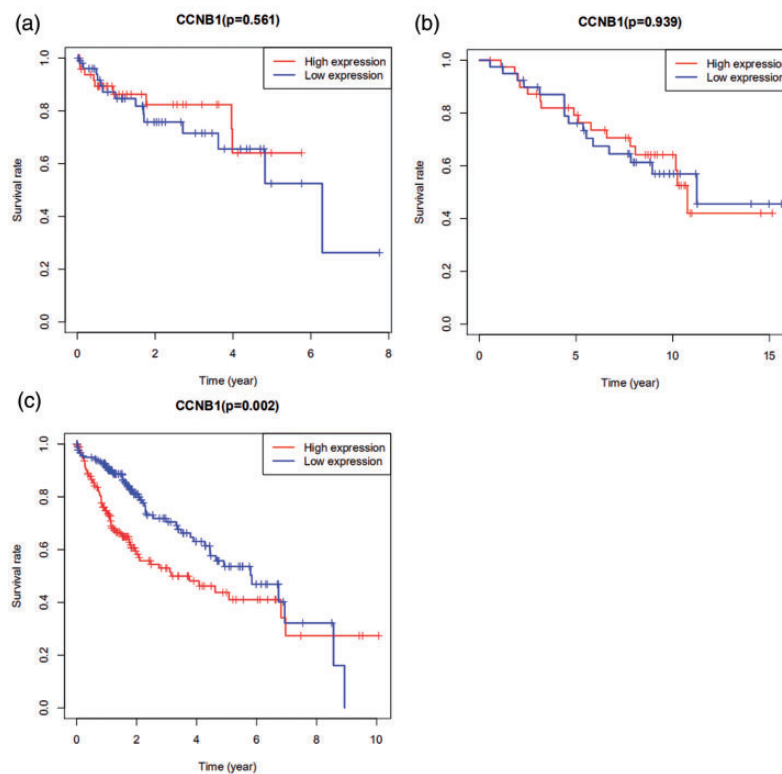 (a)
CCNB1(p=0.561)
High expression
Low expression
Survival rate
1.0
0.8
0.6
0.4
0.2
0.0
0 2 4 6 8
Time (year)
(b)
CCNB1(p=0.939)
High expression
Low expression
Survival rate
1.0
0.8
0.6
0.4
0.2
0.0
0 5 10 15
Time (year)
(c)
CCNB1(p=0.002)
High expression
Low expression
Survival rate
1.0
0.8
0.6
0.4
0.2
0.0
0 2 4 6 8 10
Time (year)